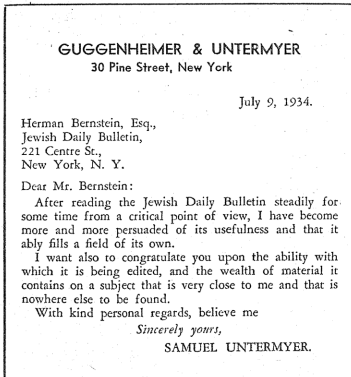 GUGGENHEIMER & UNTERMYER
30 Pine Street, New York
July 9, 1934.
Herman Bernstein, Esq.,
Jewish Daily Bulletin,
221 Centre St.,
New York, N. Y.
Dear Mr. Bernstein:
After reading the Jewish Daily Bulletin steadily for
some time from a critical point of view, I have become
more and more persuaded of its usefulness and that it
ably fills a field of its own.
I want also to congratulate you upon the ability with
which it is being edited, and the wealth of material it
contains on a subject that is very close to me and that is
nowhere else to be found.
With kind personal regards, believe me
Sincerely yours,
SAMUEL UNTERMYER.